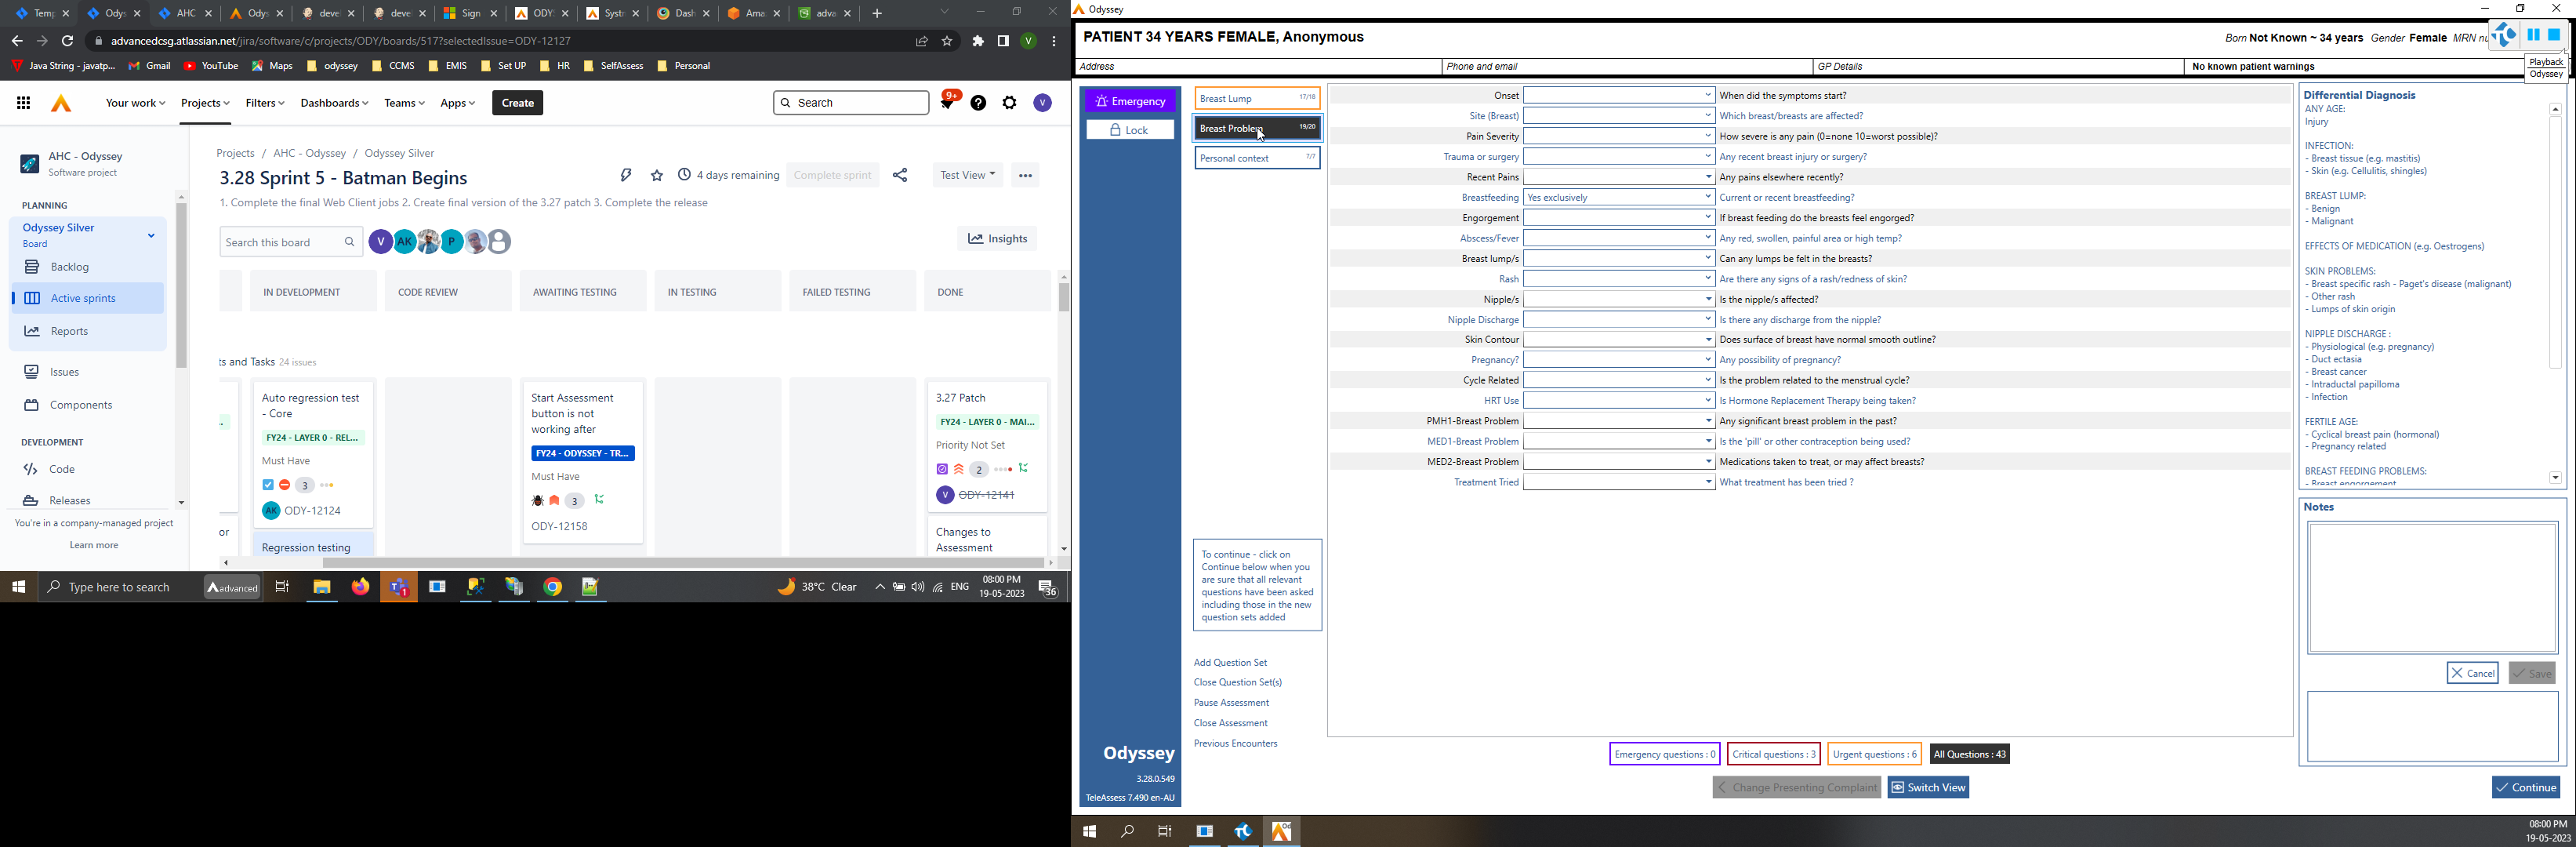 Temp
Odys
AHC
Odys
devel
devel
Sign
ODY
Syst
Dash
Ama
adva
advancedcsg.atlassian.net/jira/software/c/projects/ODY/boards/517?selectedIssue=ODY-12127
V
Java String - javatp...
Gmail
YouTube
Maps
odyssey
CCMS
EMIS
Set UP
HR
SelfAssess
Personal
Your work
Projects
Filters
Dashboards
Teams
Apps
Create
Search
9+
V
AHC - Odyssey
Software project
PLANNING
Odyssey Silver
Board
Backlog
Active sprints
Reports
Issues
Components
DEVELOPMENT
Code
Releases
You're in a company-managed project
Learn more
Projects / AHC - Odyssey / Odyssey Silver
3.28 Sprint 5 - Batman Begins
4 days remaining
Complete sprint
Test View
1. Complete the final Web Client jobs 2. Create final version of the 3.27 patch 3. Complete the release
Search this board
V
AK
P
Insights
IN DEVELOPMENT
CODE REVIEW
AWAITING TESTING
IN TESTING
FAILED TESTING
DONE
ts and Tasks 24 issues
Auto regression test
- Core
FY24 - LAYER 0 - REL...
Must Have
3
AK ODY-12124
or
Regression testing
Start Assessment
button is not
working after
FY24 - ODYSSEY - TR...
Must Have
3
ODY-12158
3.27 Patch
FY24 - LAYER 0 - MAI...
Priority Not Set
2
V ODY-12141
Changes to
Assessment
Type here to search
advanced
1
38°C Clear
ENG
08:00 PM
19-05-2023
36
Odyssey
PATIENT 34 YEARS FEMALE, Anonymous
Born Not Known ~ 34 years Gender Female MRN nu
Playback
Odyssey
Address
Phone and email
GP Details
No known patient warnings
Emergency
Lock
Breast Lump 17/18
Breast Problem 19/20
Personal context 7/7
Onset When did the symptoms start?
Site (Breast) Which breast/breasts are affected?
Pain Severity How severe is any pain (0=none 10=worst possible)?
Trauma or surgery Any recent breast injury or surgery?
Recent Pains Any pains elsewhere recently?
Breastfeeding Yes exclusively Current or recent breastfeeding?
Engorgement If breast feeding do the breasts feel engorged?
Abscess/Fever Any red, swollen, painful area or high temp?
Breast lump/s Can any lumps be felt in the breasts?
Rash Are there any signs of a rash/redness of skin?
Nipple/s Is the nipple/s affected?
Nipple Discharge Is there any discharge from the nipple?
Skin Contour Does surface of breast have normal smooth outline?
Pregnancy? Any possibility of pregnancy?
Cycle Related Is the problem related to the menstrual cycle?
HRT Use Is Hormone Replacement Therapy being taken?
PMH1-Breast Problem Any significant breast problem in the past?
MED1-Breast Problem Is the 'pill' or other contraception being used?
MED2-Breast Problem Medications taken to treat, or may affect breasts?
Treatment Tried What treatment has been tried ?
To continue - click on
Continue below when you
are sure that all relevant
questions have been asked
including those in the new
question sets added
Add Question Set
Close Question Set(s)
Pause Assessment
Close Assessment
Previous Encounters
Odyssey
3.28.0.549
TeleAssess 7.490 en-AU
Emergency questions : 0
Critical questions : 3
Urgent questions : 6
All Questions : 43
Change Presenting Complaint
Switch View
Differential Diagnosis
ANY AGE:
Injury
INFECTION:
- Breast tissue (e.g. mastitis)
- Skin (e.g. Cellulitis, shingles)
BREAST LUMP:
- Benign
- Malignant
EFFECTS OF MEDICATION (e.g. Oestrogens)
SKIN PROBLEMS:
- Breast specific rash - Paget's disease (malignant)
- Other rash
- Lumps of skin origin
NIPPLE DISCHARGE :
- Physiological (e.g. pregnancy)
- Duct ectasia
- Breast cancer
- Intraductal papilloma
- Infection
FERTILE AGE:
- Cyclical breast pain (hormonal)
- Pregnancy related
BREAST FEEDING PROBLEMS:
- Breast engorgement
Notes
Cancel
Save
Continue
08:00 PM
19-05-2023